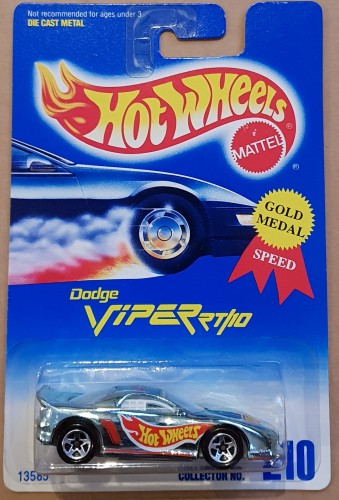 Not recommended for ages under 3
DIE CAST METAL
HOT WHEELS
MATTEL
GOLD
MEDAL
SPEED
Dodge
VIPER RT/10
HOT WHEELS
13585
COLLECTOR NO.
210